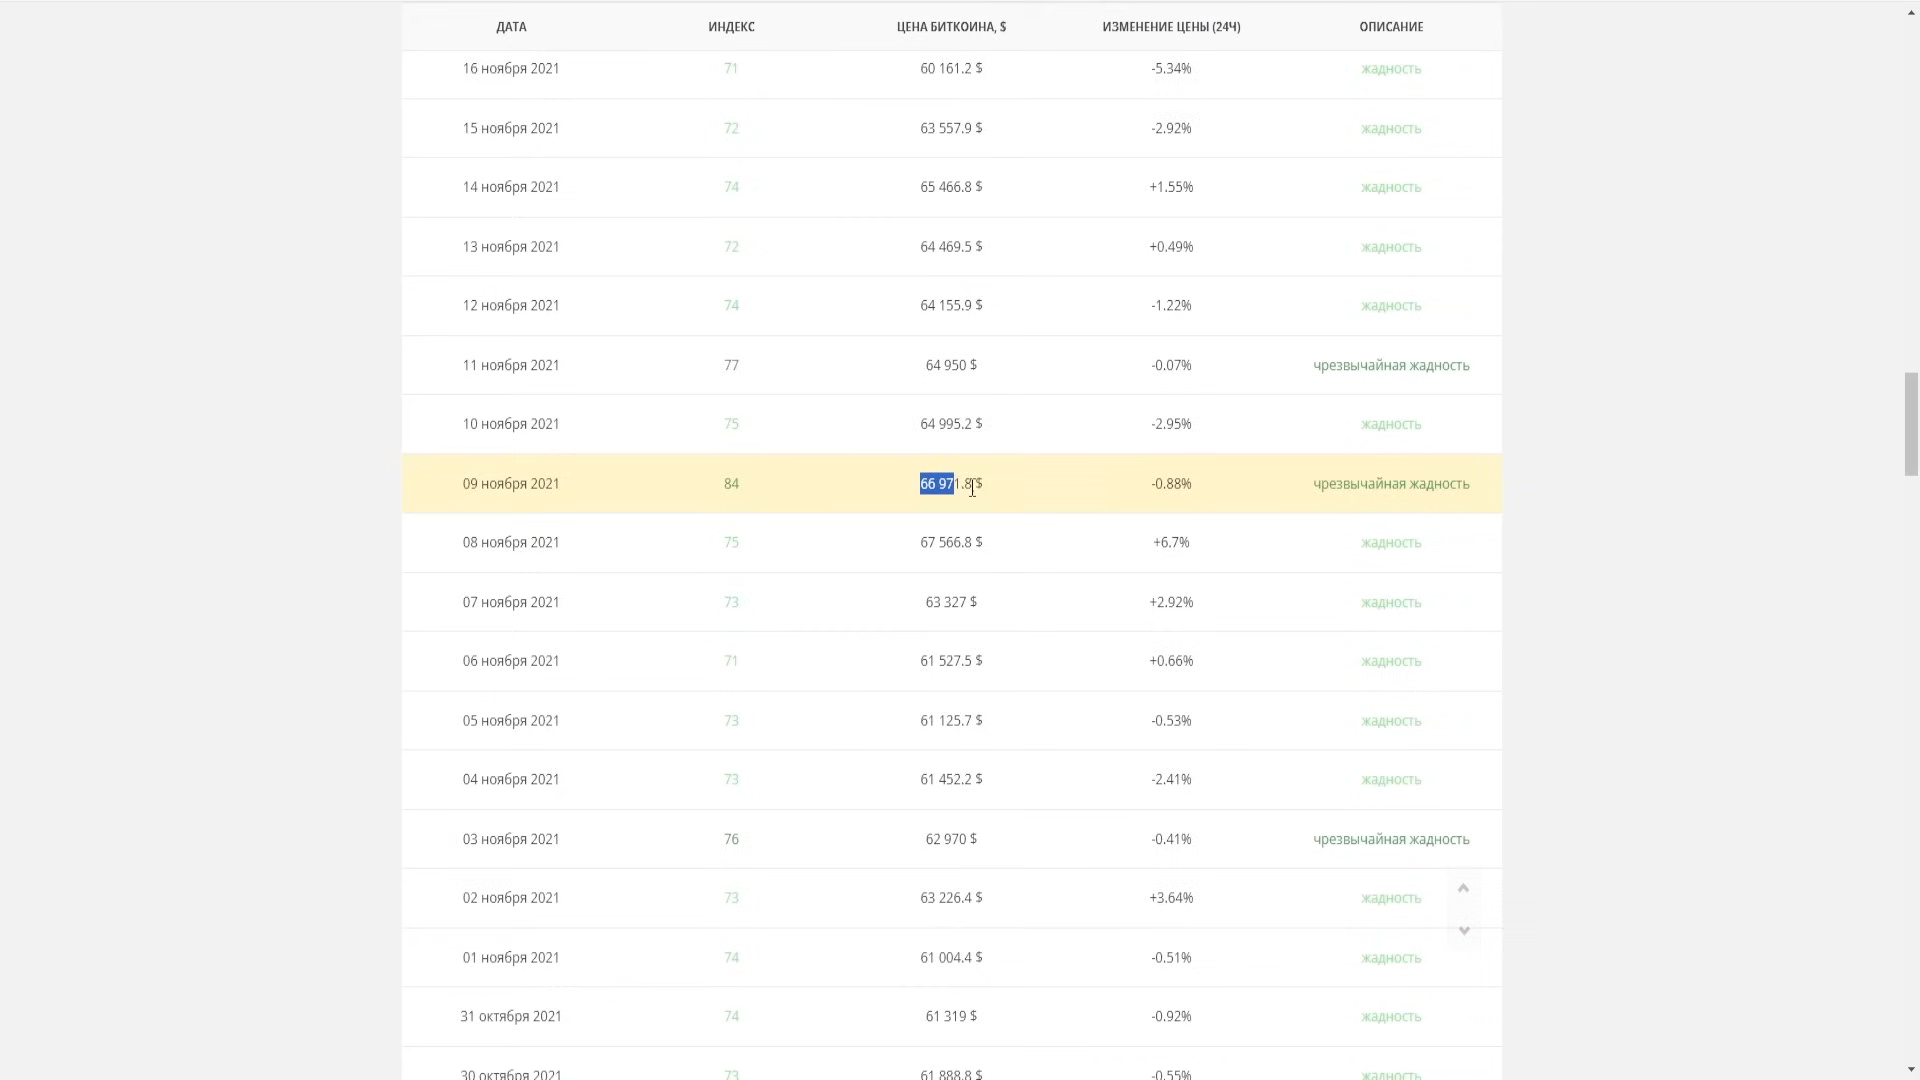 ДАТА ИНДЕКС ЦЕНА БИТКОИНА, $ ИЗМЕНЕНИЕ ЦЕНЫ (24Ч) ОПИСАНИЕ
16 ноября 2021 71 60 161.2 $ -5.34% жадность
15 ноября 2021 72 63 557.9 $ -2.92% жадность
14 ноября 2021 74 65 466.8 $ +1.55% жадность
13 ноября 2021 72 64 469.5 $ +0.49% жадность
12 ноября 2021 74 64 155.9 $ -1.22% жадность
11 ноября 2021 77 64 950 $ -0.07% чрезвычайная жадность
10 ноября 2021 75 64 995.2 $ -2.95% жадность
09 ноября 2021 84 66 971.8 $ -0.88% чрезвычайная жадность
08 ноября 2021 75 67 566.8 $ +6.7% жадность
07 ноября 2021 73 63 327 $ +2.92% жадность
06 ноября 2021 71 61 527.5 $ +0.66% жадность
05 ноября 2021 73 61 125.7 $ -0.53% жадность
04 ноября 2021 73 61 452.2 $ -2.41% жадность
03 ноября 2021 76 62 970 $ -0.41% чрезвычайная жадность
02 ноября 2021 73 63 226.4 $ +3.64% жадность
01 ноября 2021 74 61 004.4 $ -0.51% жадность
31 октября 2021 74 61 319 $ -0.92% жадность
30 октября 2021 73 61 888.8 $ -0.55% жадность